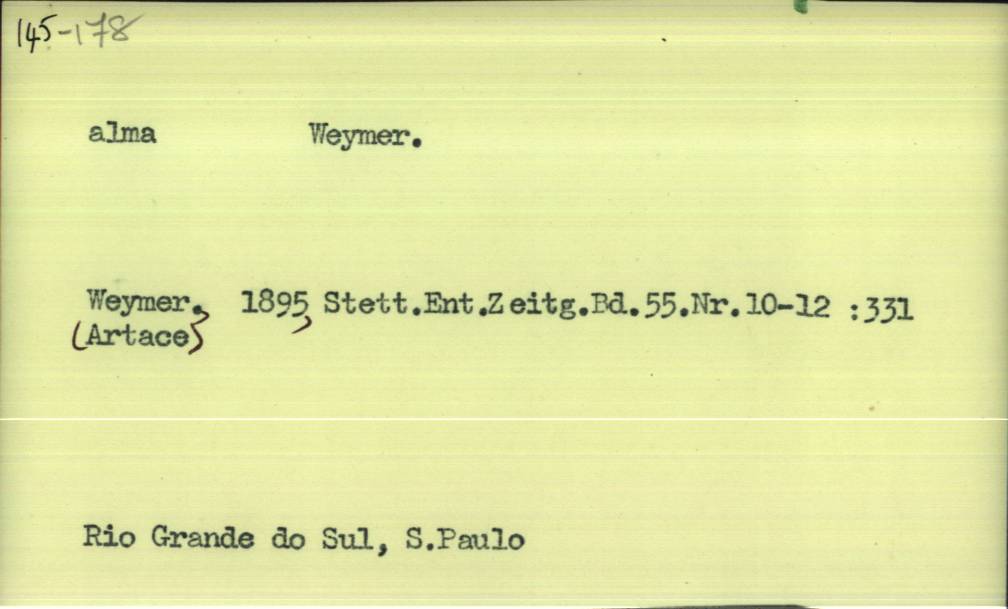 145-178
alma Weymer.
Weymer., 1895, Stett.Ent.Zeitg.Bd.55.Nr.10-12 :331
(Artace)
Rio Grande do Sul, S.Paulo